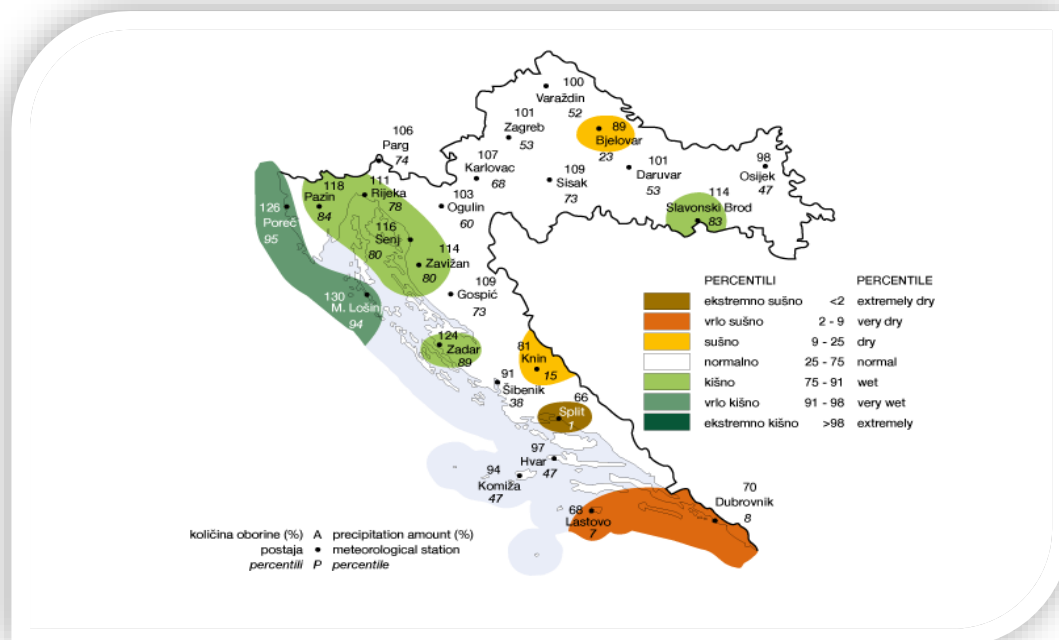 100
Varaždin
52
101
Zagreb
53
89
Bjelovar
23
106
Parg
74
107
Karlovac
68
109
Sisak
73
101
Daruvar
53
98
Osijek
47
118
Pazin
84
111
Rijeka
78
103
Ogulin
60
114
Slavonski Brod
83
126
Poreč
95
116
Senj
80
114
Zavižan
80
109
Gospić
73
130
M. Lošinj
94
124
Zadar
89
81
Knin
15
91
Šibenik
38
66
Split
1
97
Hvar
47
94
Komiža
47
68
Lastovo
7
70
Dubrovnik
8
PERCENTILI PERCENTILE
ekstremno sušno <2 extremely dry
vrlo sušno 2 - 9 very dry
sušno 9 - 25 dry
normalno 25 - 75 normal
kišno 75 - 91 wet
vrlo kišno 91 - 98 very wet
ekstremno kišno >98 extremely
količina oborine (%) A precipitation amount (%)
postaja • meteorological station
percentili P percentile